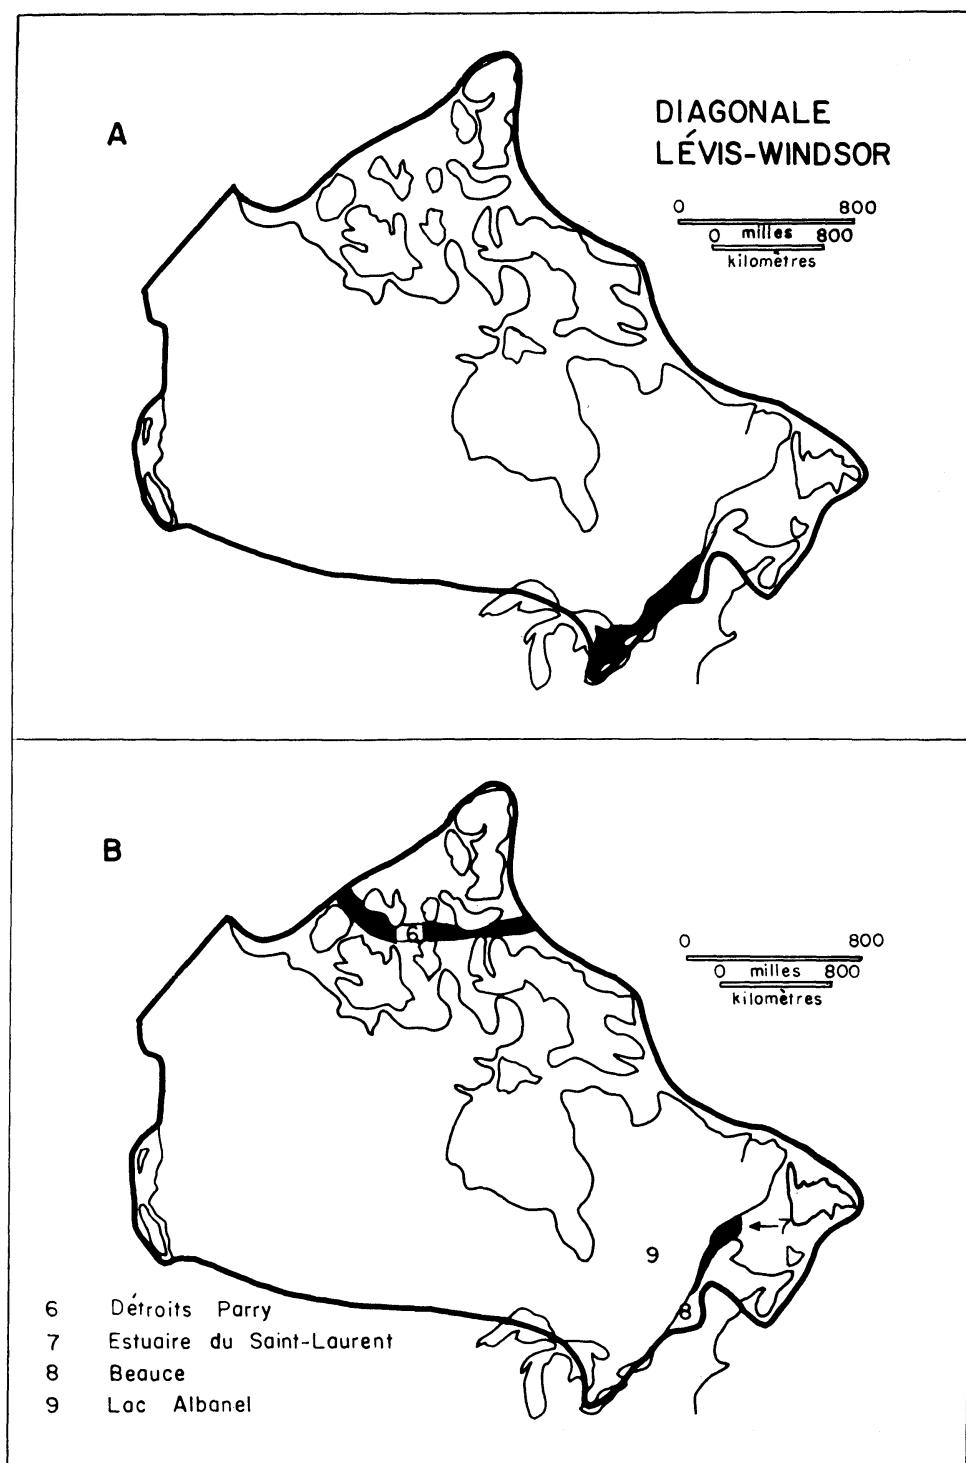 A
DIAGONALE
LÉVIS-WINDSOR
0 800
milles
0 800
kilomètres
B
6
0 800
0 milles 800
kilomètres
7
9
8
6 Détroits Parry
7 Estuaire du Saint-Laurent
8 Beauce
9 Lac Albanel